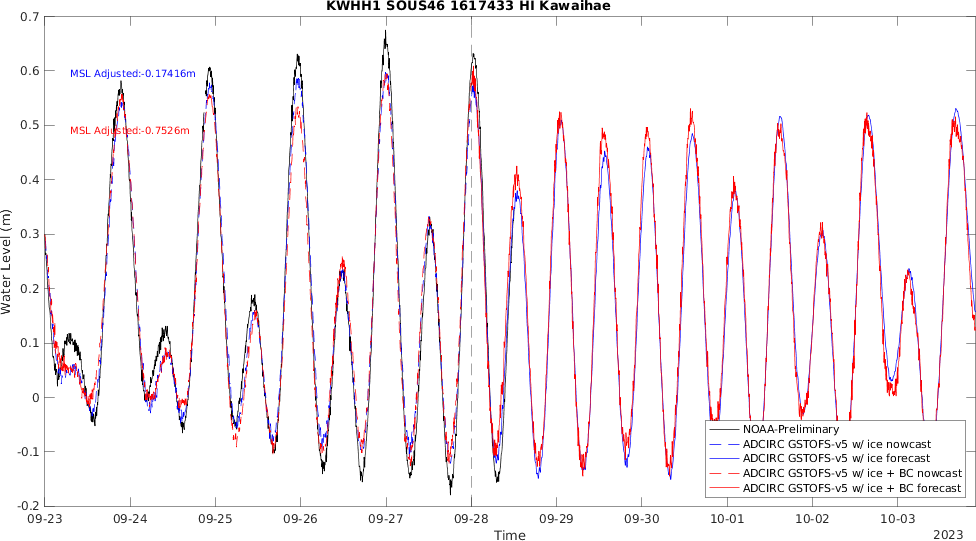 KWHH1 SOUS46 1617433 HI Kawaihae
0.7
0.6
0.5
0.4
0.3
0.2
0.1
0
-0.1
-0.2
Water Level (m)
MSL Adjusted:-0.17416m
MSL Adjusted:-0.7526m
NOAA-Preliminary
ADCIRC GSTOFS-v5 w/ ice nowcast
ADCIRC GSTOFS-v5 w/ ice forecast
ADCIRC GSTOFS-v5 w/ ice + BC nowcast
ADCIRC GSTOFS-v5 w/ ice + BC forecast
09-23 09-24 09-25 09-26 09-27 09-28 09-29 09-30 10-01 10-02 10-03
Time
2023